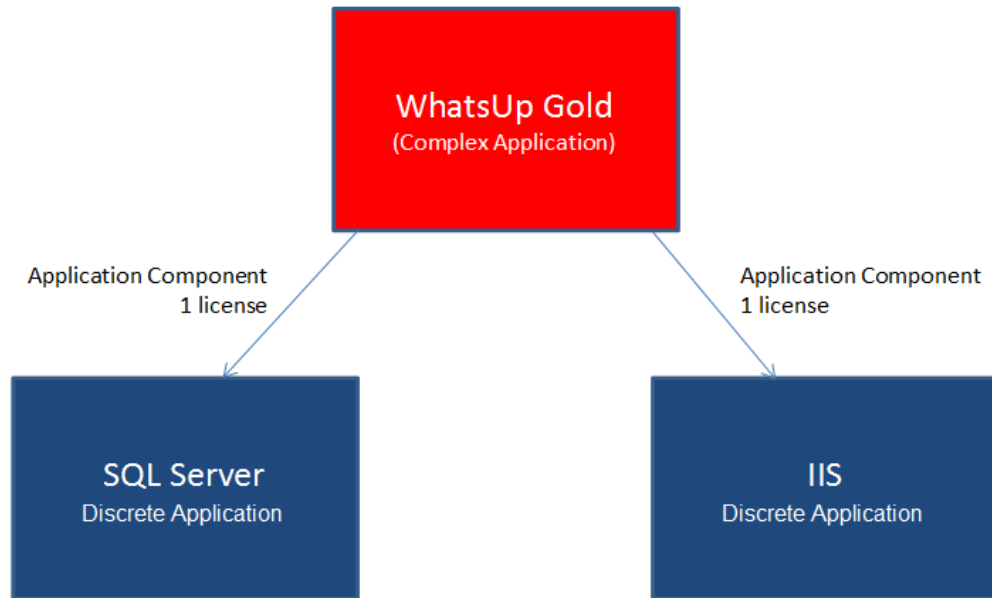 WhatsUp Gold
(Complex Application)
Application Component
1 license
Application Component
1 license
SQL Server
Discrete Application
IIS
Discrete Application